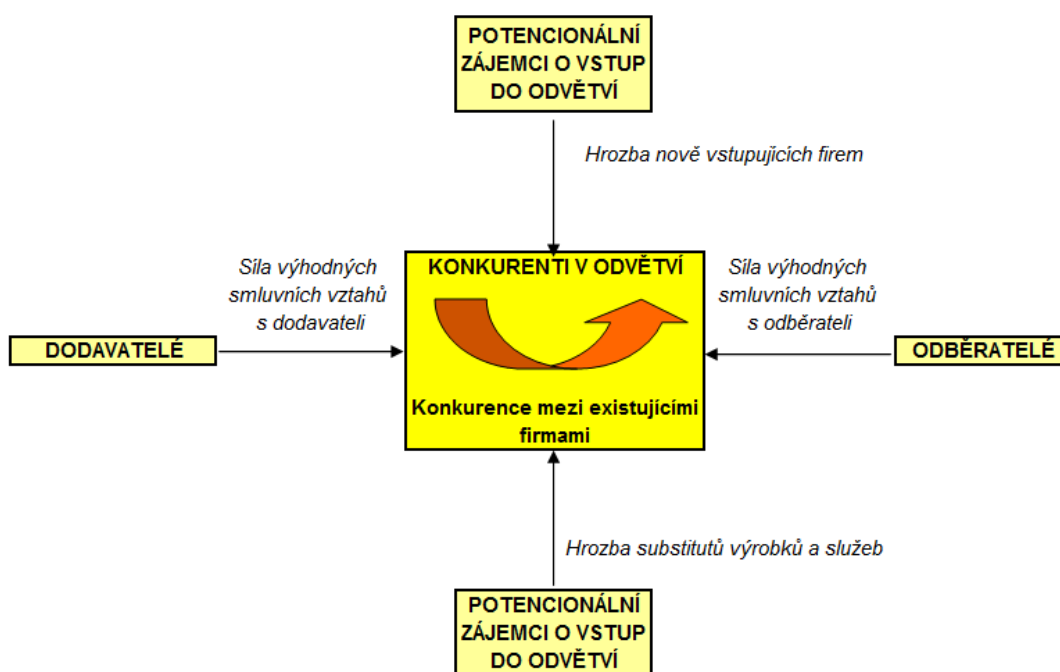 POTENCIONÁLNÍ
ZÁJEMCI O VSTUP
DO ODVĚTVÍ
Hrozba nově vstupujících firem
Síla výhodných
smluvních vztahů
s dodavateli
KONKURENTI V ODVĚTVÍ
Síla výhodných
smluvních vztahů
s odběrateli
DODAVATELÉ
ODBĚRATELÉ
Konkurence mezi existujícími
firmami
Hrozba substitutů výrobků a služeb
POTENCIONÁLNÍ
ZÁJEMCI O VSTUP
DO ODVĚTVÍ